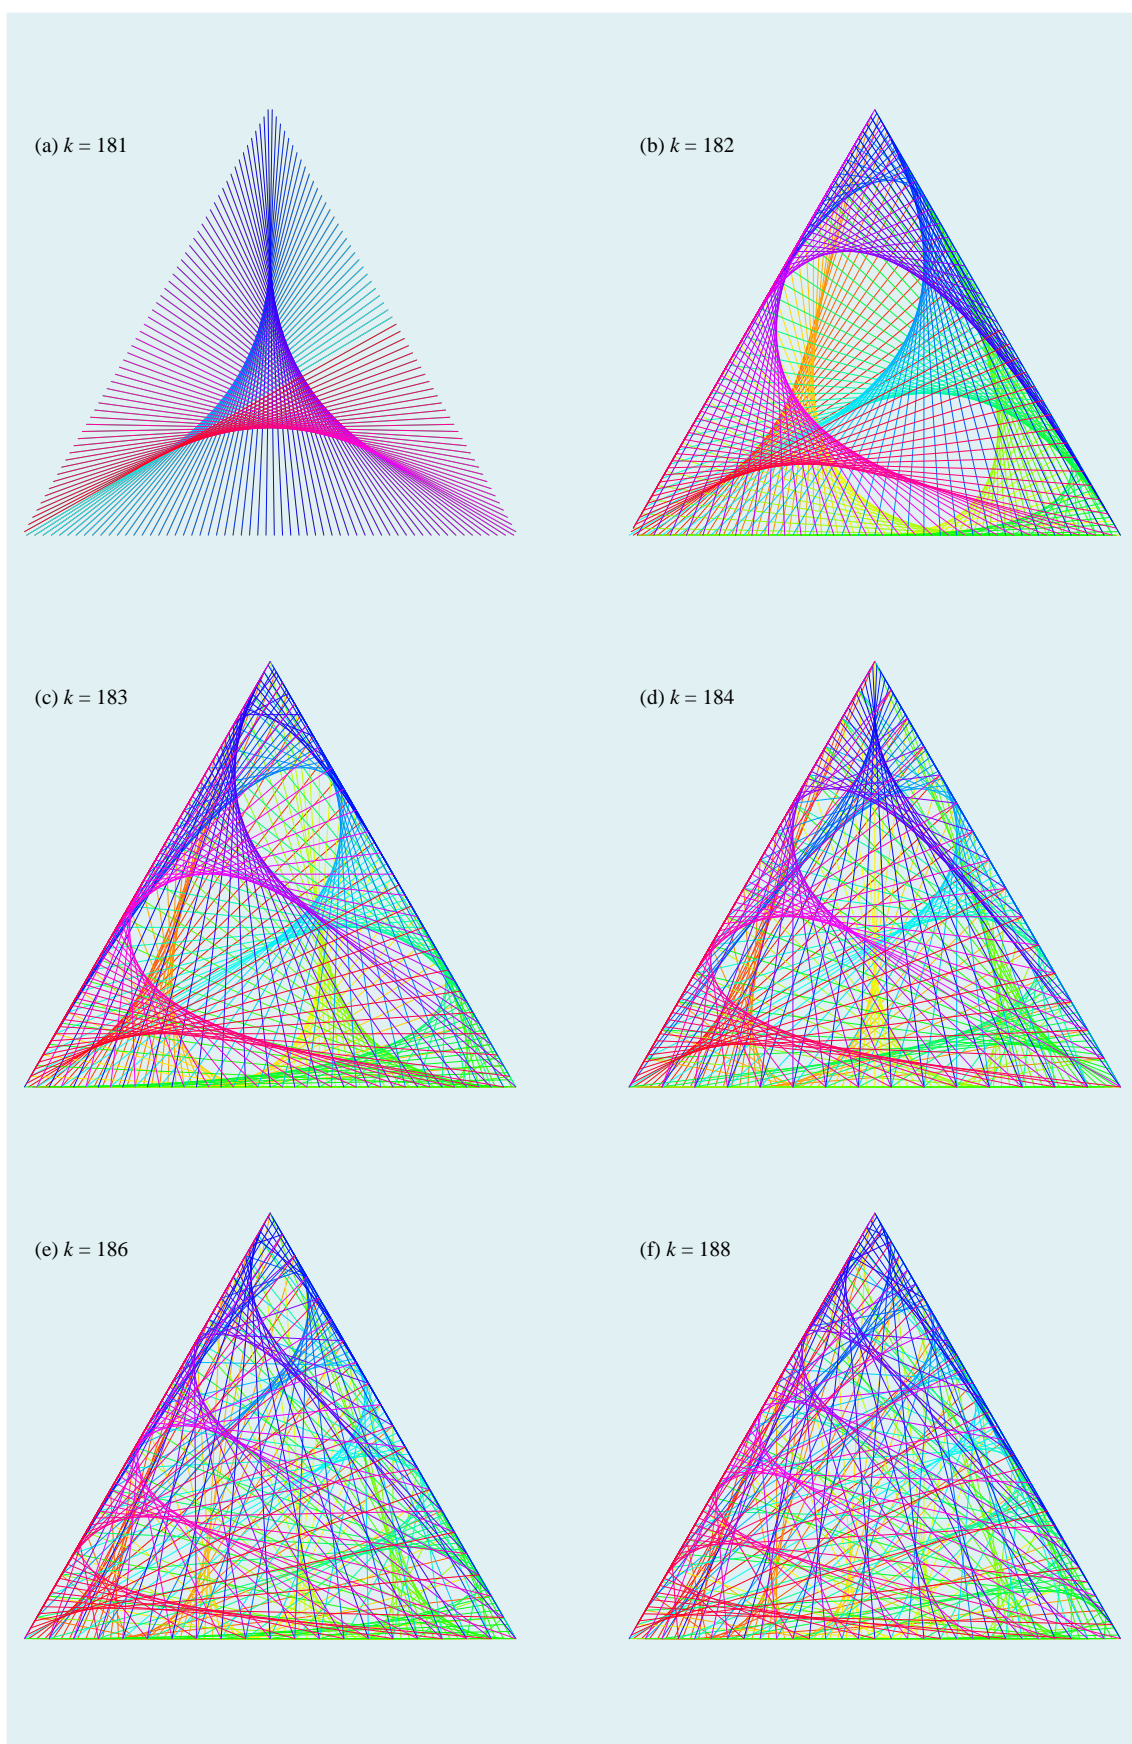 (a) k = 181
(b) k = 182
(c) k = 183
(d) k = 184
(e) k = 186
(f) k = 188